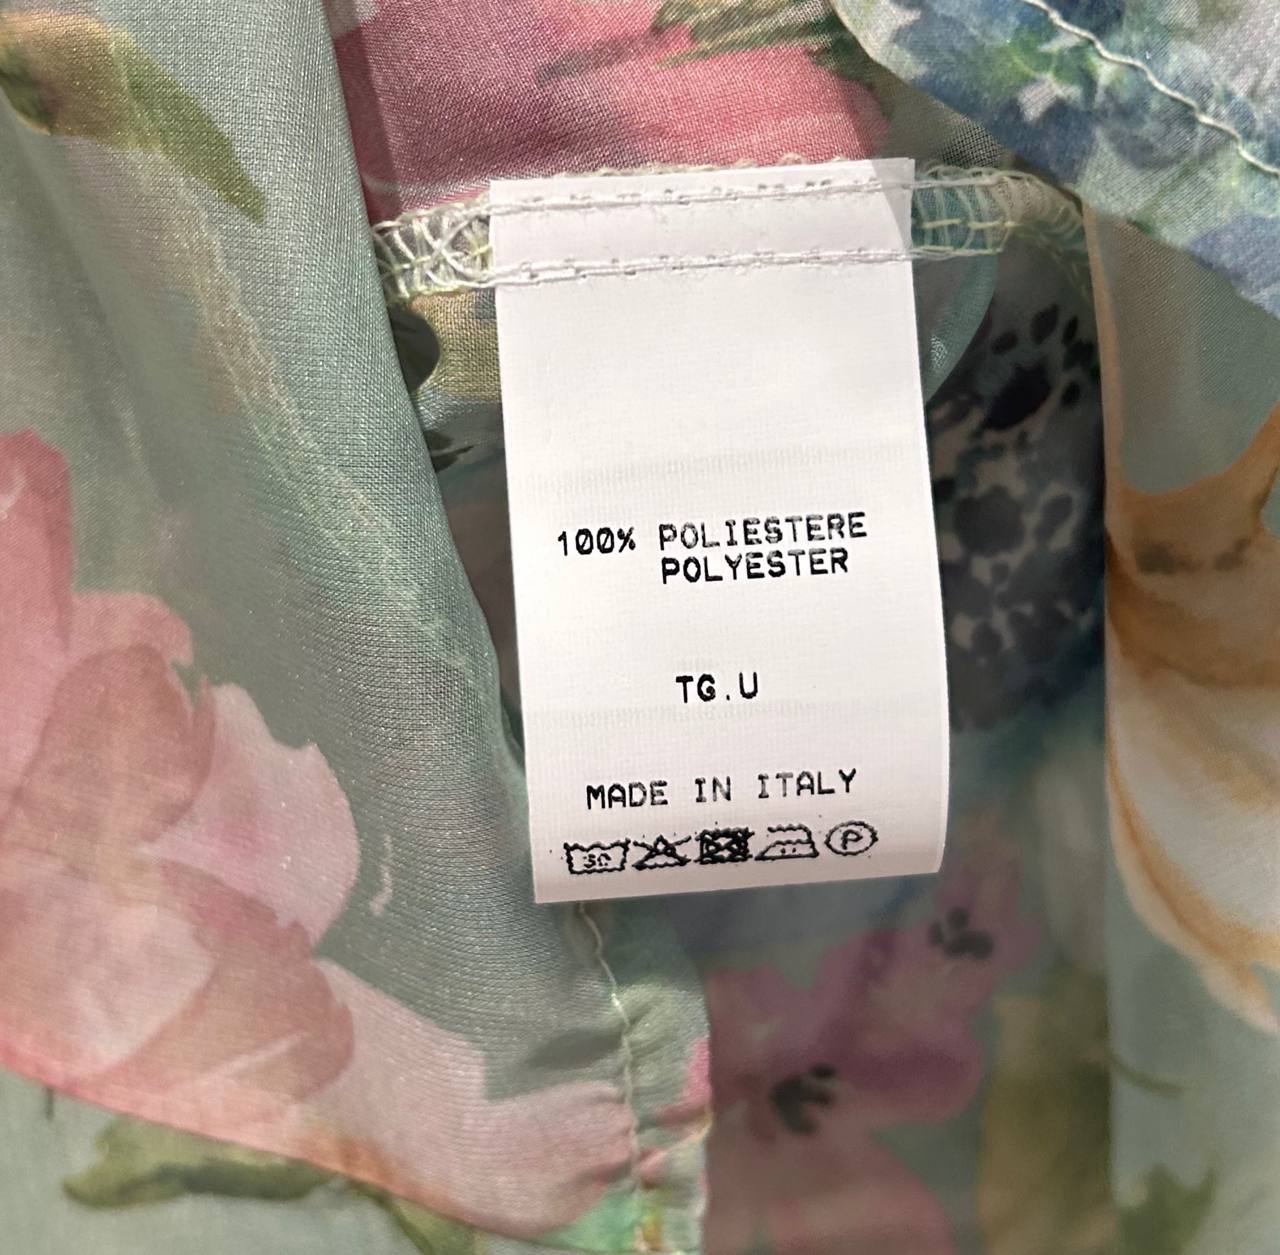 100% POLIESTERE
POLYESTER
TG.U
MADE IN ITALY
P